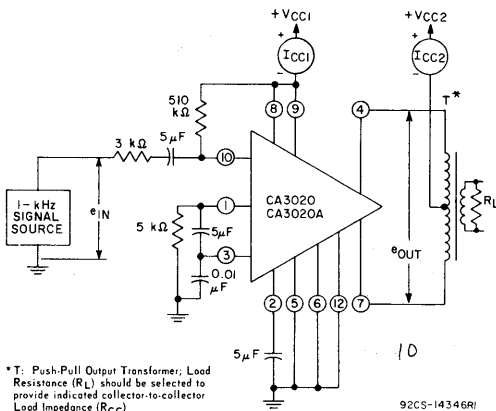 +VCC1
+VCC2
+
ICC1
-
+
ICC2
-
510
kΩ
8
9
4
T*
3 kΩ
5 μF
10
1-kHz
SIGNAL
SOURCE
eIN
5 kΩ
1
5μF
3
0.01
μF
CA3020
CA3020A
eOUT
RL
2
5
6
12
7
5μF
10
* T: Push-Pull Output Transformer; Load
Resistance (RL) should be selected to
provide indicated collector-to-collector
Load Impedance (RCC)
92CS-14346R1